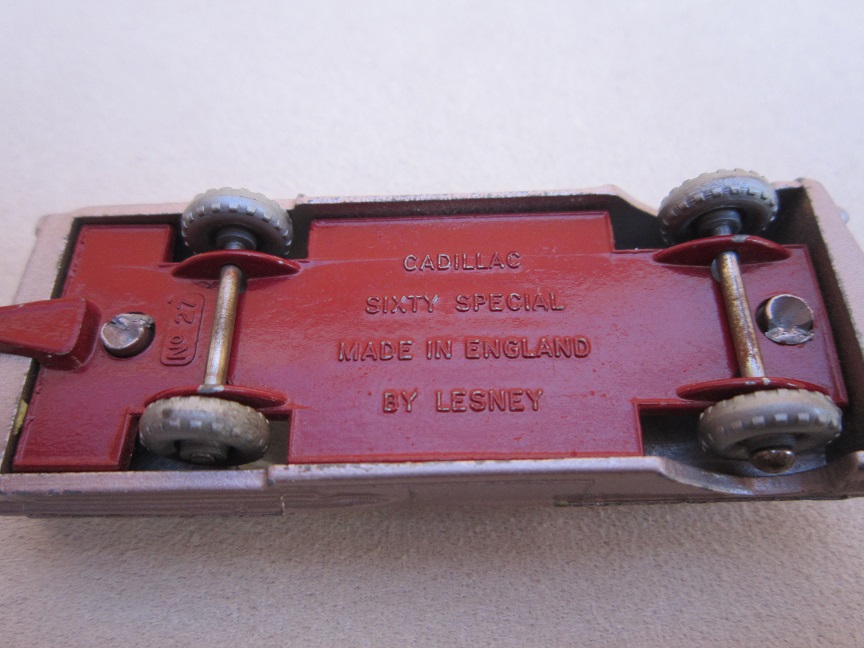 CADILLAC
SIXTY SPECIAL
MADE IN ENGLAND
BY LESNEY
No 27